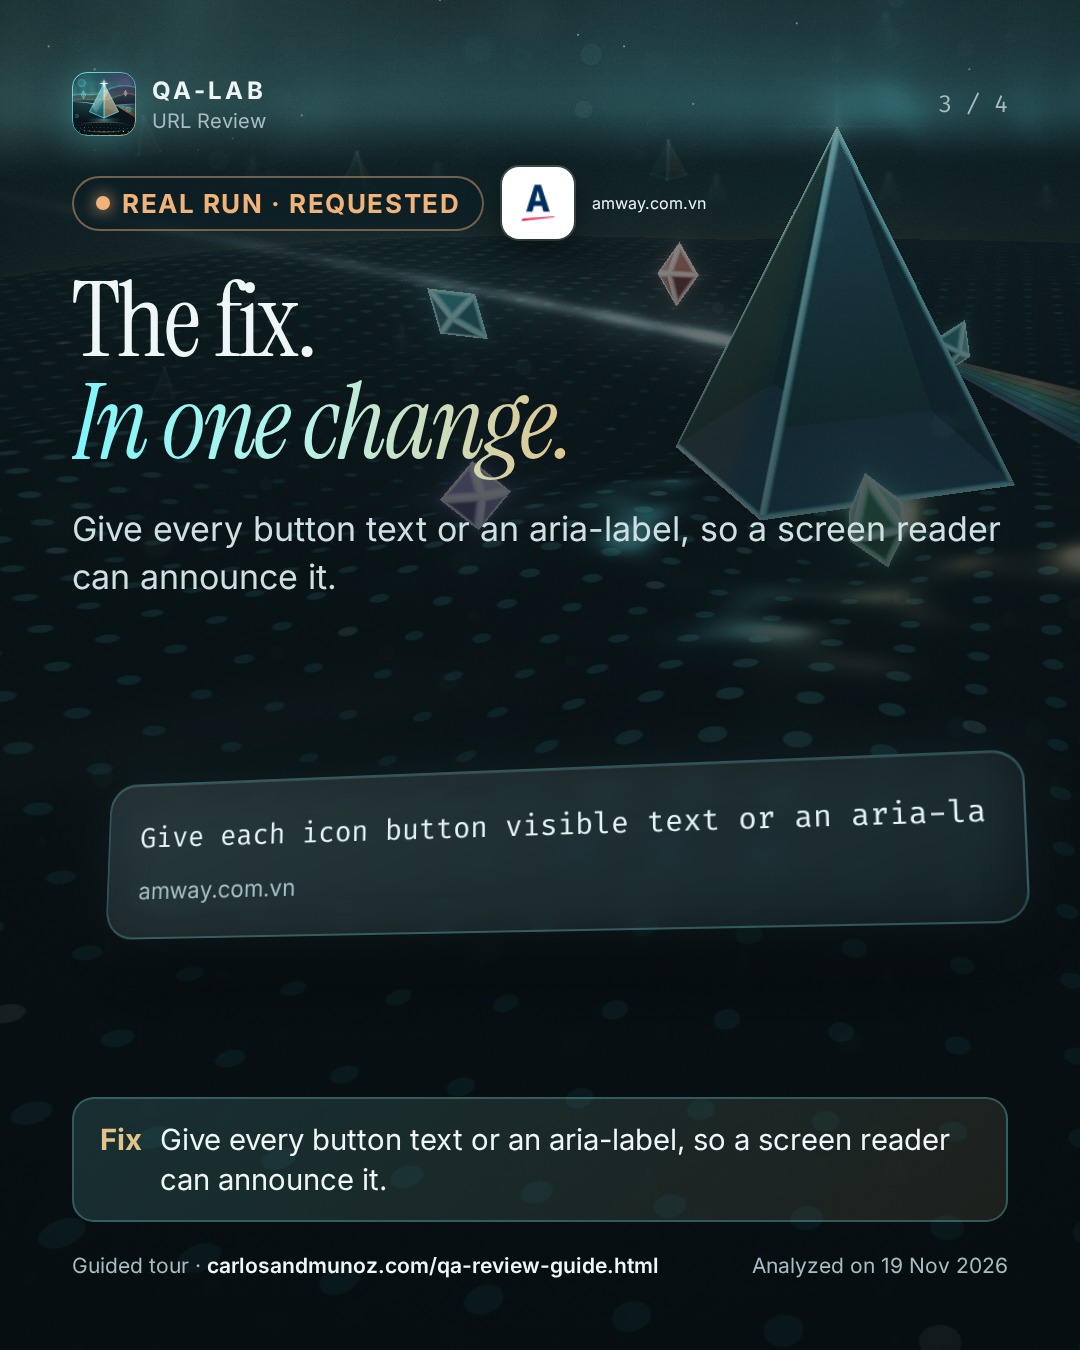 QA-LAB
URL Review
3 / 4
REAL RUN · REQUESTED
A
amway.com.vn
The fix.
In one change.
Give every button text or an aria-label, so a screen reader
can announce it.
Give each icon button visible text or an aria-la
amway.com.vn
Fix Give every button text or an aria-label, so a screen reader
can announce it.
Guided tour · carlosandmunoz.com/qa-review-guide.html
Analyzed on 19 Nov 2026